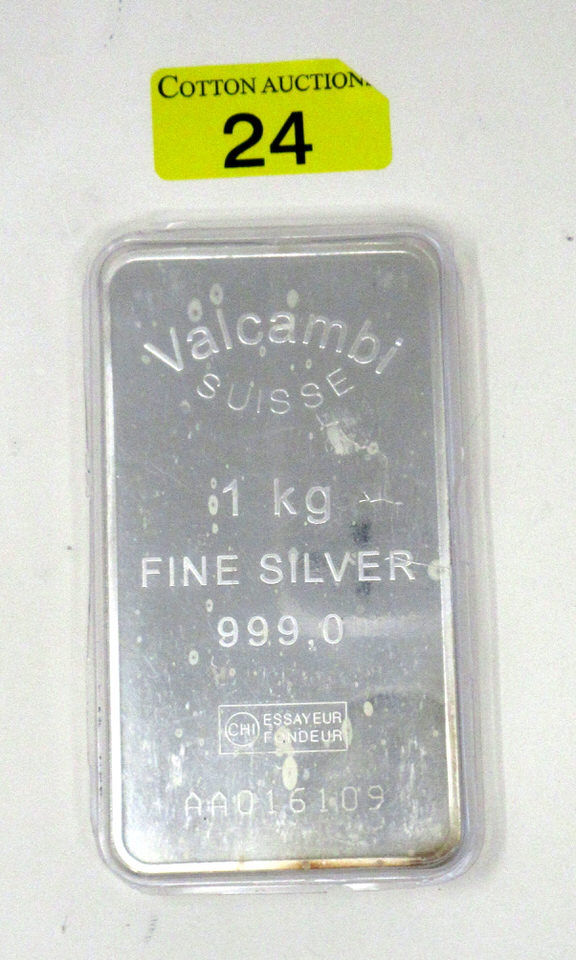 COTTON AUCTION
24
Valcambi
SUISSE
1 kg
FINE SILVER
999,0
CHI ESSAYEUR
FONDEUR
AA016109